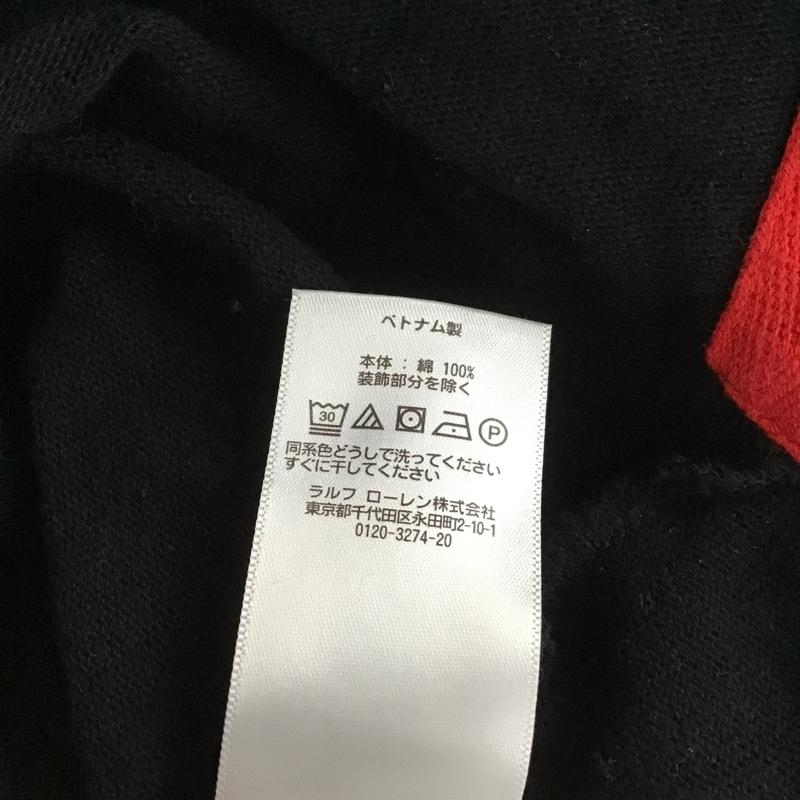 ベトナム製
本体 : 綿 100%
装飾部分を除く
30 P
同系色どうしで洗ってください
すぐに干してください
ラルフ ローレン株式会社
東京都千代田区永田町2-10-1
0120-3274-20